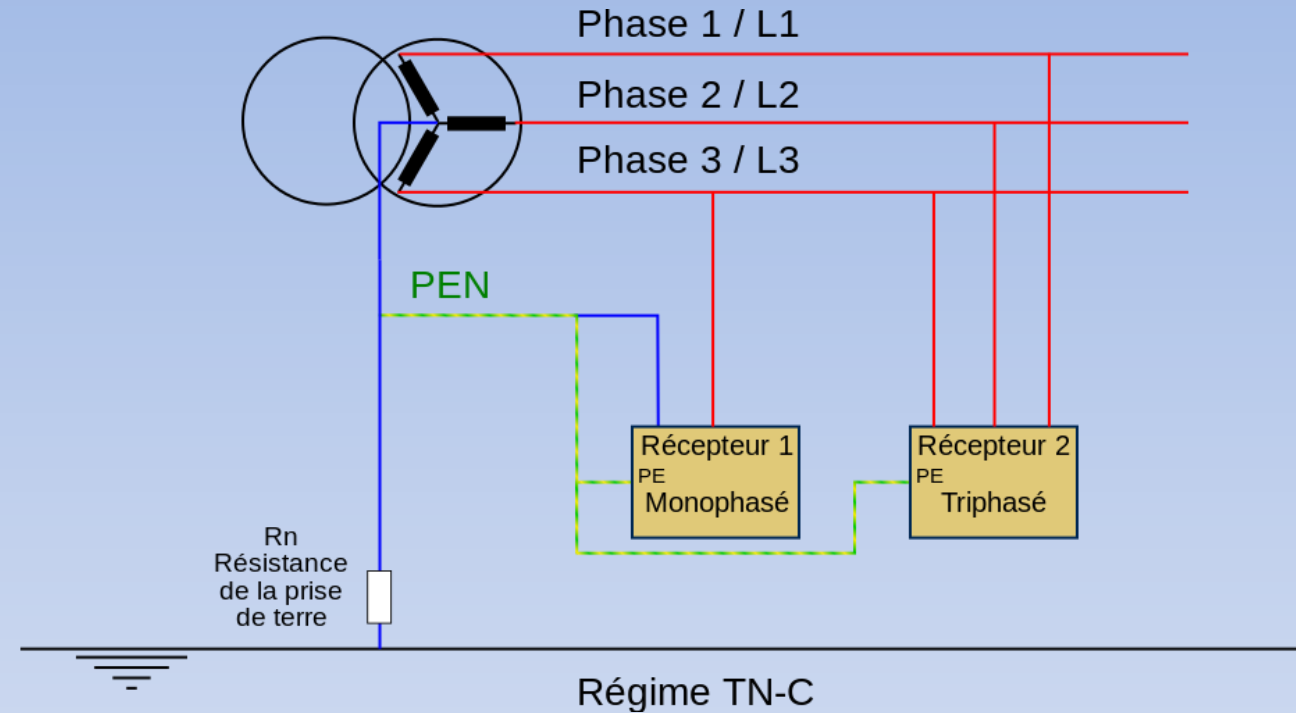 Phase 1 / L1
Phase 2 / L2
Phase 3 / L3
PEN
Récepteur 1
PE
Monophasé
Récepteur 2
PE
Triphasé
Rn
Résistance
de la prise
de terre
Régime TN-C